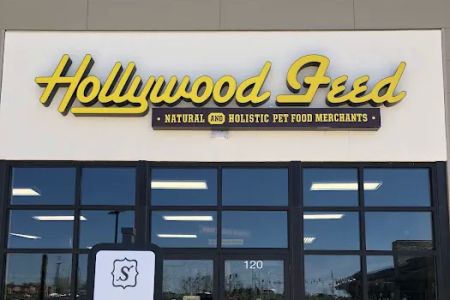 Hollywood Feed
• NATURAL AND HOLISTIC PET FOOD MERCHANTS •
120
S